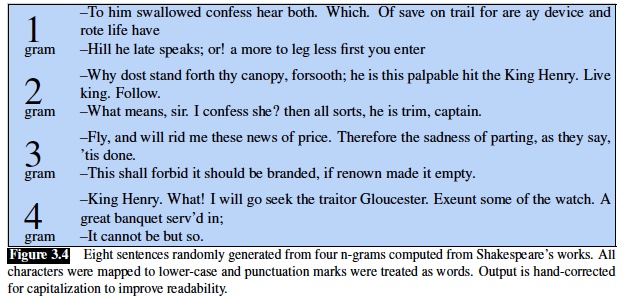 1
gram
–To him swallowed confess hear both. Which. Of save on trail for are ay device and
rote life have
–Hill he late speaks; or! a more to leg less first you enter
2
gram
–Why dost stand forth thy canopy, forsooth; he is this palpable hit the King Henry. Live
king. Follow.
–What means, sir. I confess she? then all sorts, he is trim, captain.
3
gram
–Fly, and will rid me these news of price. Therefore the sadness of parting, as they say,
’tis done.
–This shall forbid it should be branded, if renown made it empty.
4
gram
–King Henry. What! I will go seek the traitor Gloucester. Exeunt some of the watch. A
great banquet serv’d in;
–It cannot be but so.
Figure 3.4 Eight sentences randomly generated from four n-grams computed from Shakespeare’s works. All
characters were mapped to lower-case and punctuation marks were treated as words. Output is hand-corrected
for capitalization to improve readability.